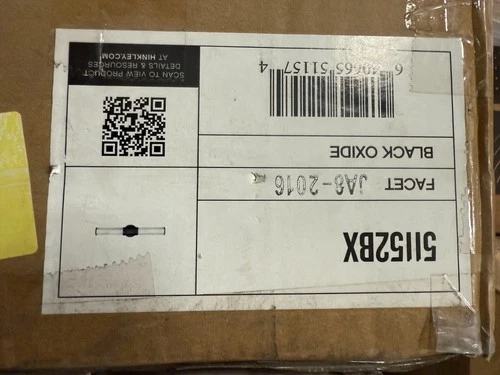 51152BX
FACET JA8-2016
BLACK OXIDE
6 40665 51157 4
SCAN TO VIEW PRODUCT
DETAILS & RESOURCES
AT HINKLEY.COM